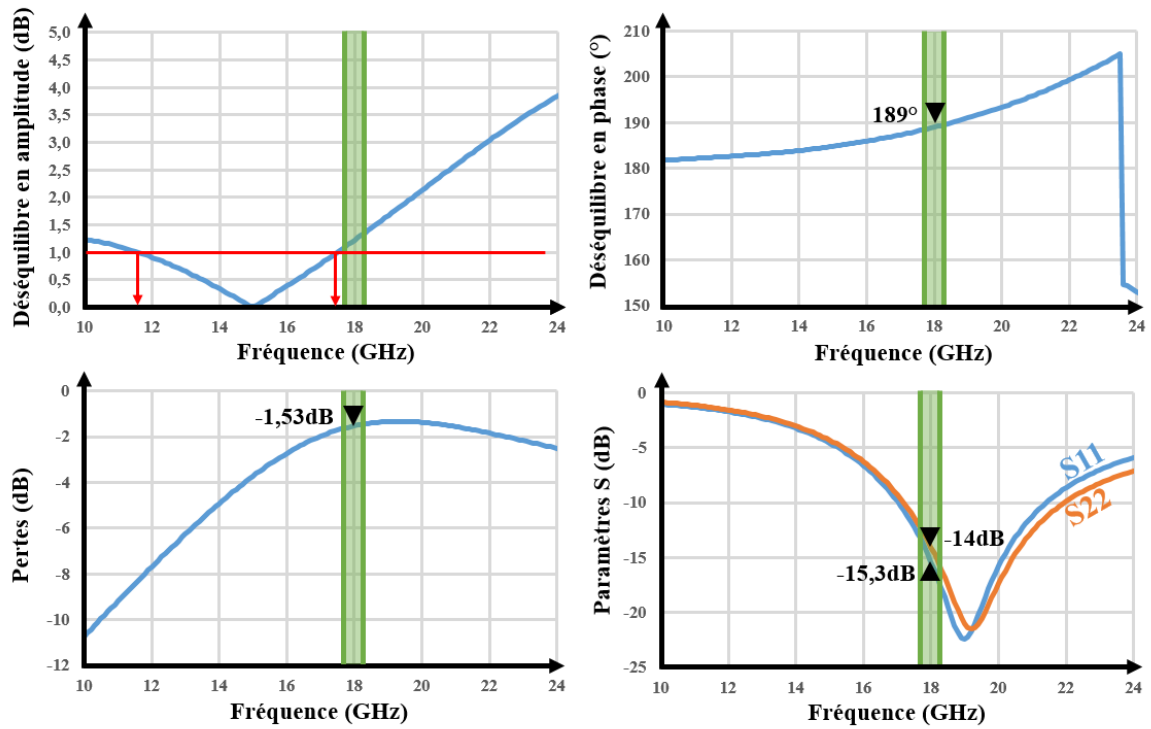 Déséquilibre en amplitude (dB)
5,0
4,5
4,0
3,5
3,0
2,5
2,0
1,5
1,0
0,5
0,0
10 12 14 16 18 20 22 24
Fréquence (GHz)
Déséquilibre en phase (°)
210
200
190
180
170
160
150
189°
10 12 14 16 18 20 22 24
Fréquence (GHz)
Pertes (dB)
0
-2
-4
-6
-8
-10
-12
-1,53dB
10 12 14 16 18 20 22 24
Fréquence (GHz)
Paramètres S (dB)
0
-5
-10
-15
-20
-25
S11
S22
-14dB
-15,3dB
10 12 14 16 18 20 22 24
Fréquence (GHz)